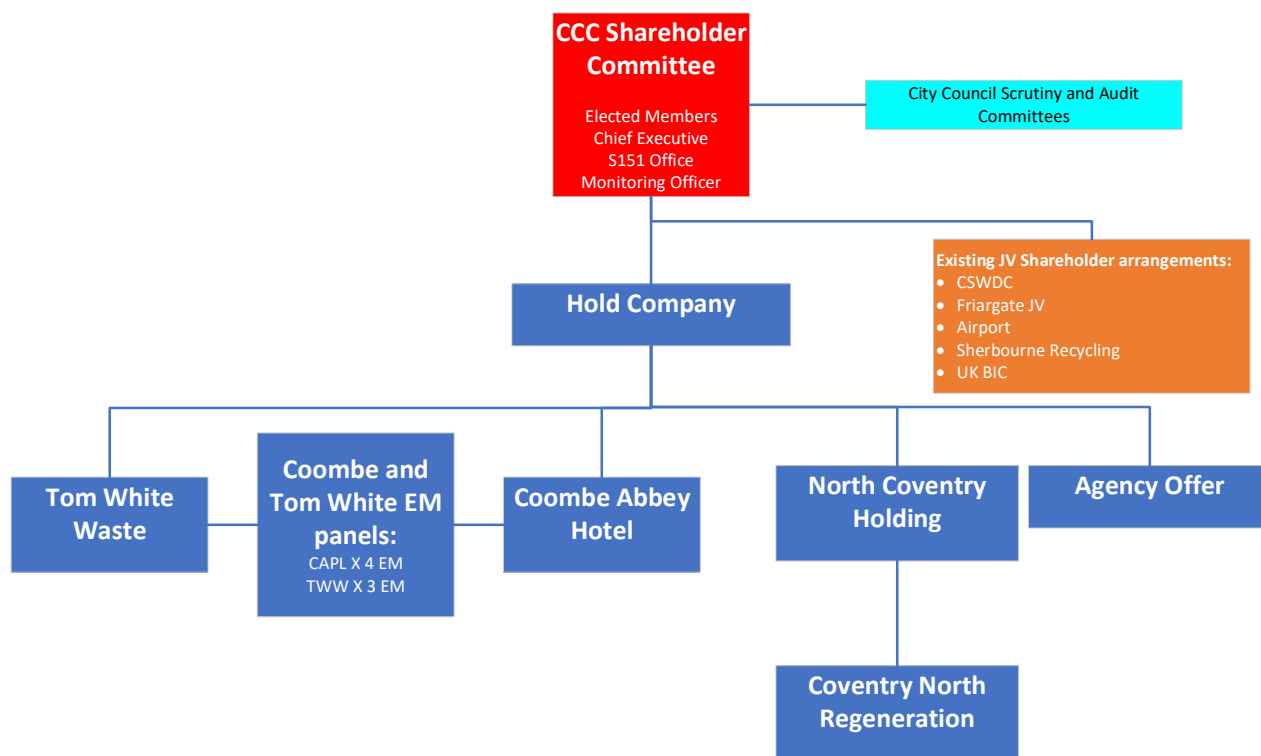 CCC Shareholder
Committee
Elected Members
Chief Executive
S151 Office
Monitoring Officer
City Council Scrutiny and Audit
Committees
Existing JV Shareholder arrangements:
• CSWDC
• Friargate JV
• Airport
• Sherbourne Recycling
• UK BIC
Hold Company
Tom White
Waste
Coombe and
Tom White EM
panels:
CAPL X 4 EM
TWW X 3 EM
Coombe Abbey
Hotel
North Coventry
Holding
Agency Offer
Coventry North
Regeneration